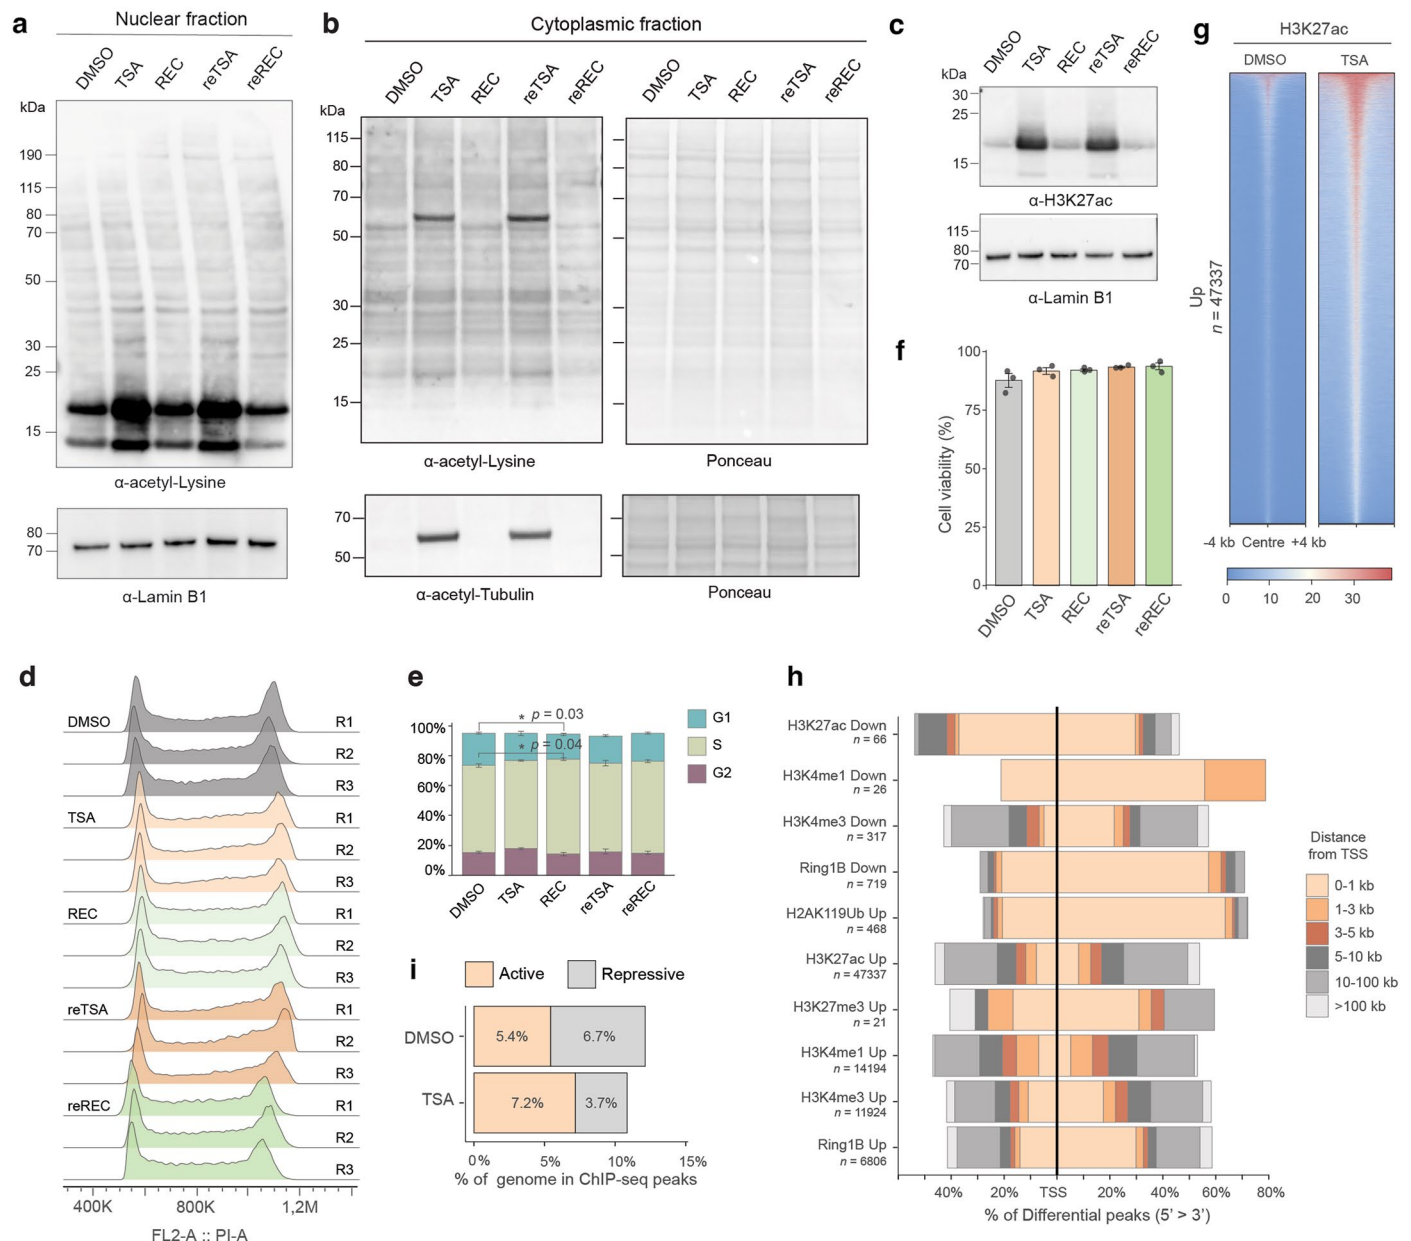 a
Nuclear fraction
DMSO
TSA
REC
reTSA
reREC
kDa
190
115
80
70
50
30
25
15
α-acetyl-Lysine
80
70
α-Lamin B1
b
Cytoplasmic fraction
DMSO
TSA
REC
reTSA
reREC
DMSO
TSA
REC
reTSA
reREC
kDa
115
80
70
50
30
25
15
α-acetyl-Lysine
Ponceau
70
50
α-acetyl-Tubulin
Ponceau
c
DMSO
TSA
REC
reTSA
reREC
kDa
30
25
15
α-H3K27ac
115
80
70
α-Lamin B1
f
Cell viability (%)
100
75
50
25
0
DMSO
TSA
REC
reTSA
reREC
g
H3K27ac
DMSO
TSA
Up
n = 47337
-4 kb Centre +4 kb
0 10 20 30
d
DMSO
R1
R2
R3
TSA
R1
R2
R3
REC
R1
R2
R3
reTSA
R1
R2
R3
reREC
R1
R2
R3
400K 800K 1,2M
FL2-A :: PI-A
e
100%
80%
60%
40%
20%
0%
* p = 0.03
* p = 0.04
DMSO
TSA
REC
reTSA
reREC
G1
S
G2
i
Active
Repressive
DMSO
5.4%
6.7%
TSA
7.2%
3.7%
0% 5% 10% 15%
% of genome in ChIP-seq peaks
h
H3K27ac Down
n = 66
H3K4me1 Down
n = 26
H3K4me3 Down
n = 317
Ring1B Down
n = 719
H2AK119Ub Up
n = 468
H3K27ac Up
n = 47337
H3K27me3 Up
n = 21
H3K4me1 Up
n = 14194
H3K4me3 Up
n = 11924
Ring1B Up
n = 6806
40% 20% TSS 20% 40% 60% 80%
% of Differential peaks (5' > 3')
Distance
from TSS
0-1 kb
1-3 kb
3-5 kb
5-10 kb
10-100 kb
>100 kb